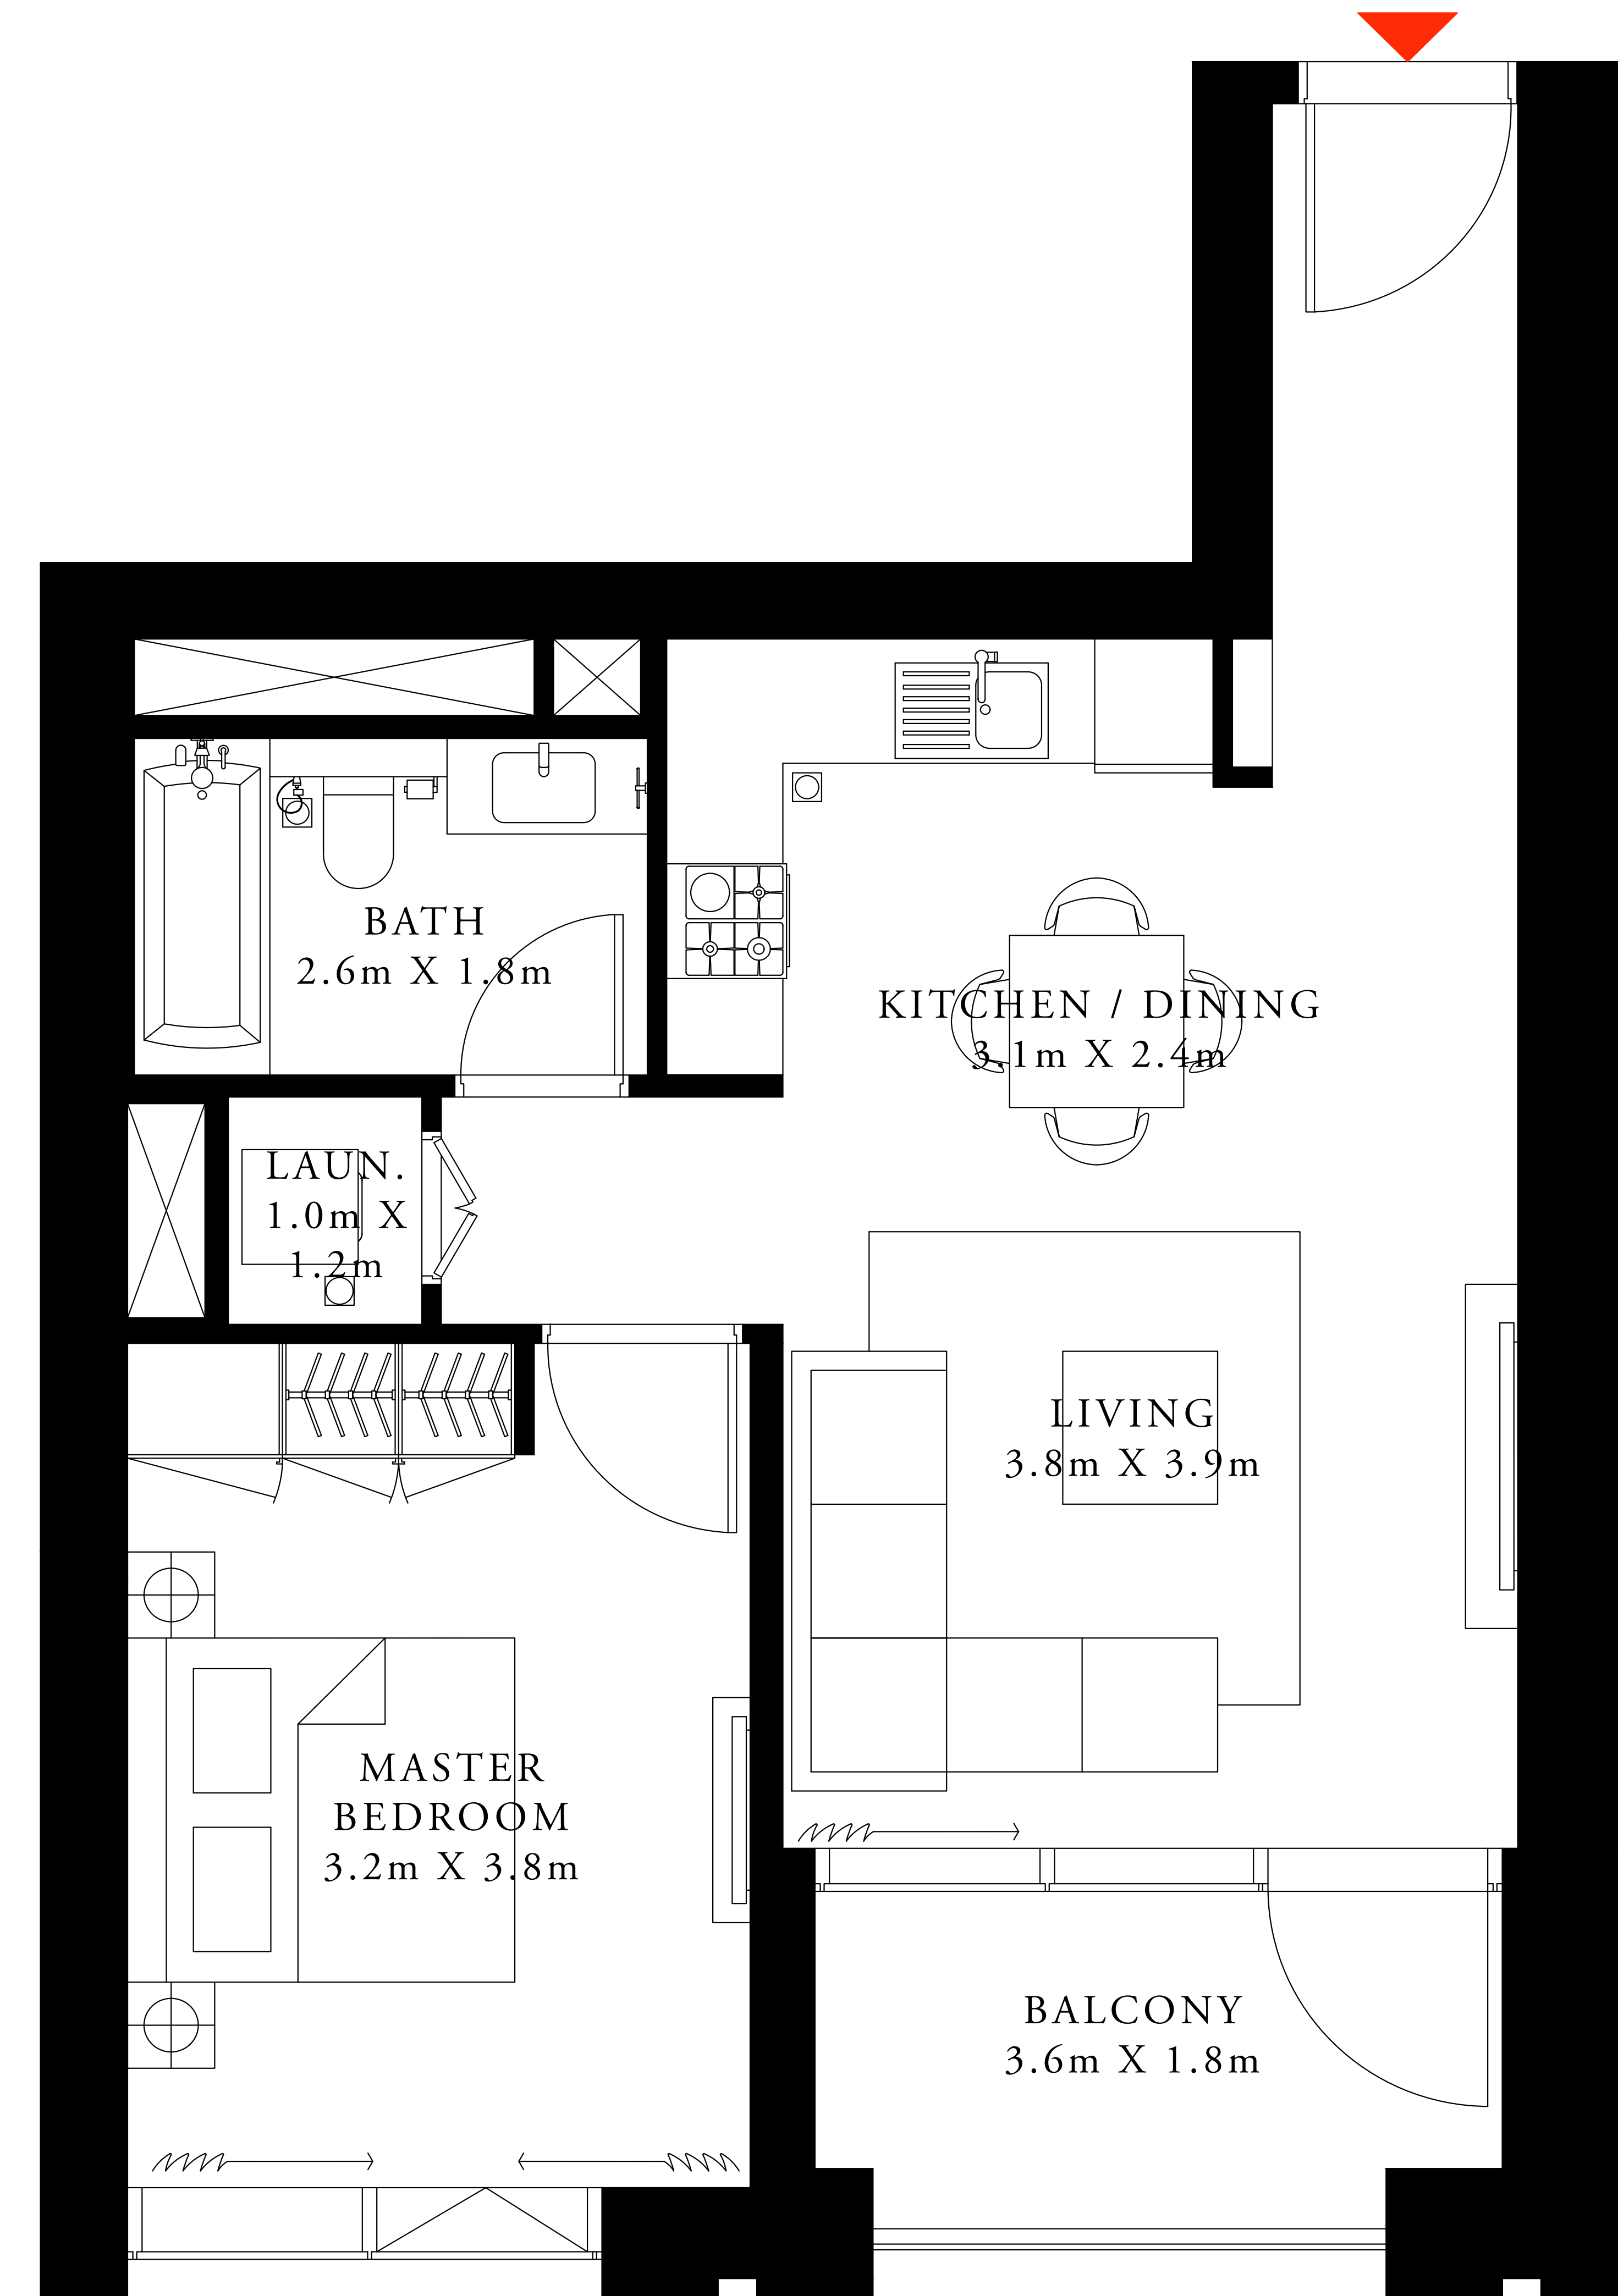 BATH
2.6m X 1.8m
KITCHEN / DINING
3.1m X 2.4m
LAUN.
1.0m X
1.2m
LIVING
3.8m X 3.9m
MASTER
BEDROOM
3.2m X 3.8m
BALCONY
3.6m X 1.8m